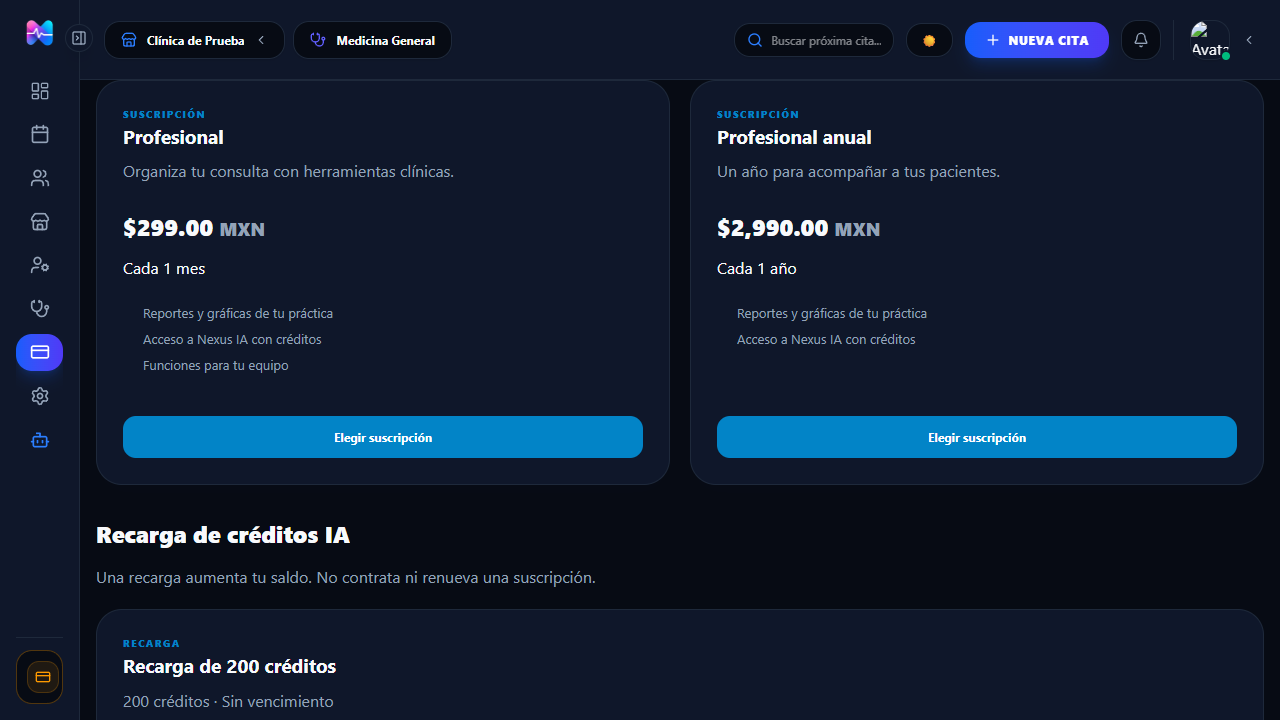 Clínica de Prueba
Medicina General
Buscar próxima cita...
NUEVA CITA
Avata
SUSCRIPCIÓN
Profesional
Organiza tu consulta con herramientas clínicas.
$299.00 MXN
Cada 1 mes
Reportes y gráficas de tu práctica
Acceso a Nexus IA con créditos
Funciones para tu equipo
Elegir suscripción
SUSCRIPCIÓN
Profesional anual
Un año para acompañar a tus pacientes.
$2,990.00 MXN
Cada 1 año
Reportes y gráficas de tu práctica
Acceso a Nexus IA con créditos
Elegir suscripción
Recarga de créditos IA
Una recarga aumenta tu saldo. No contrata ni renueva una suscripción.
RECARGA
Recarga de 200 créditos
200 créditos · Sin vencimiento